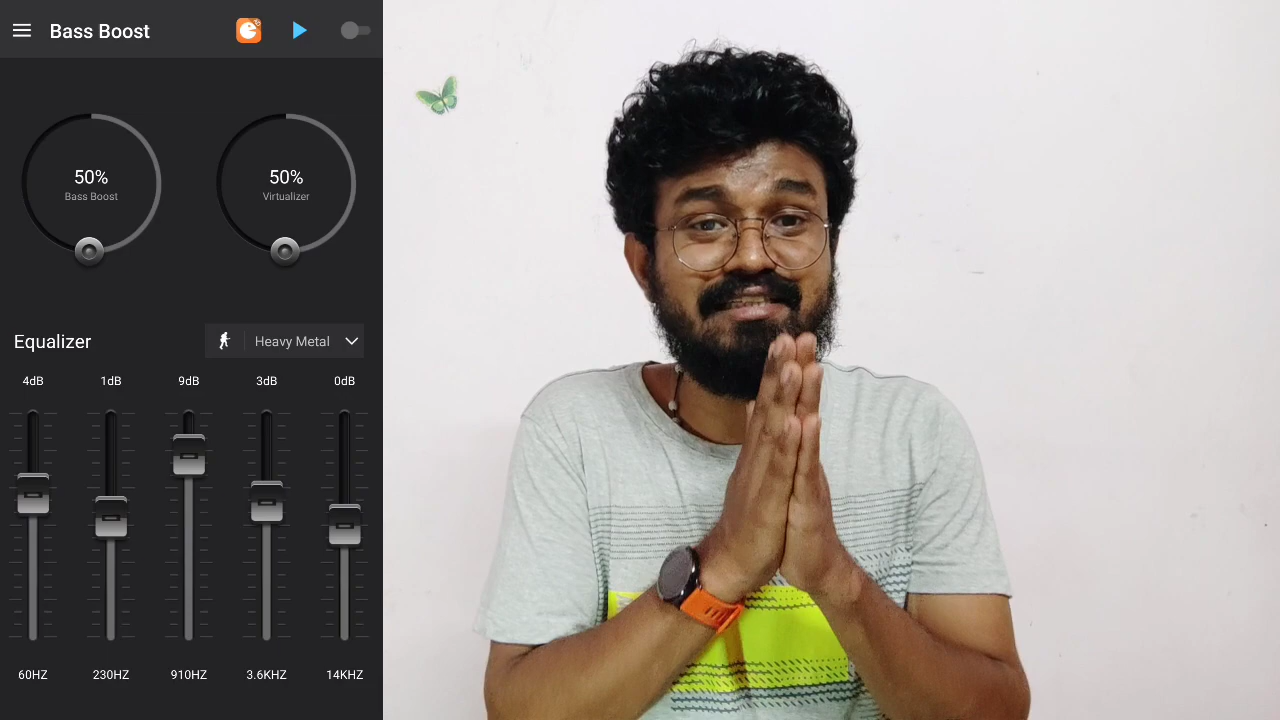 Bass Boost
50%
Bass Boost
50%
Virtualizer
Equalizer
Heavy Metal
4dB 1dB 9dB 3dB 0dB
60HZ 230HZ 910HZ 3.6KHZ 14KHZ